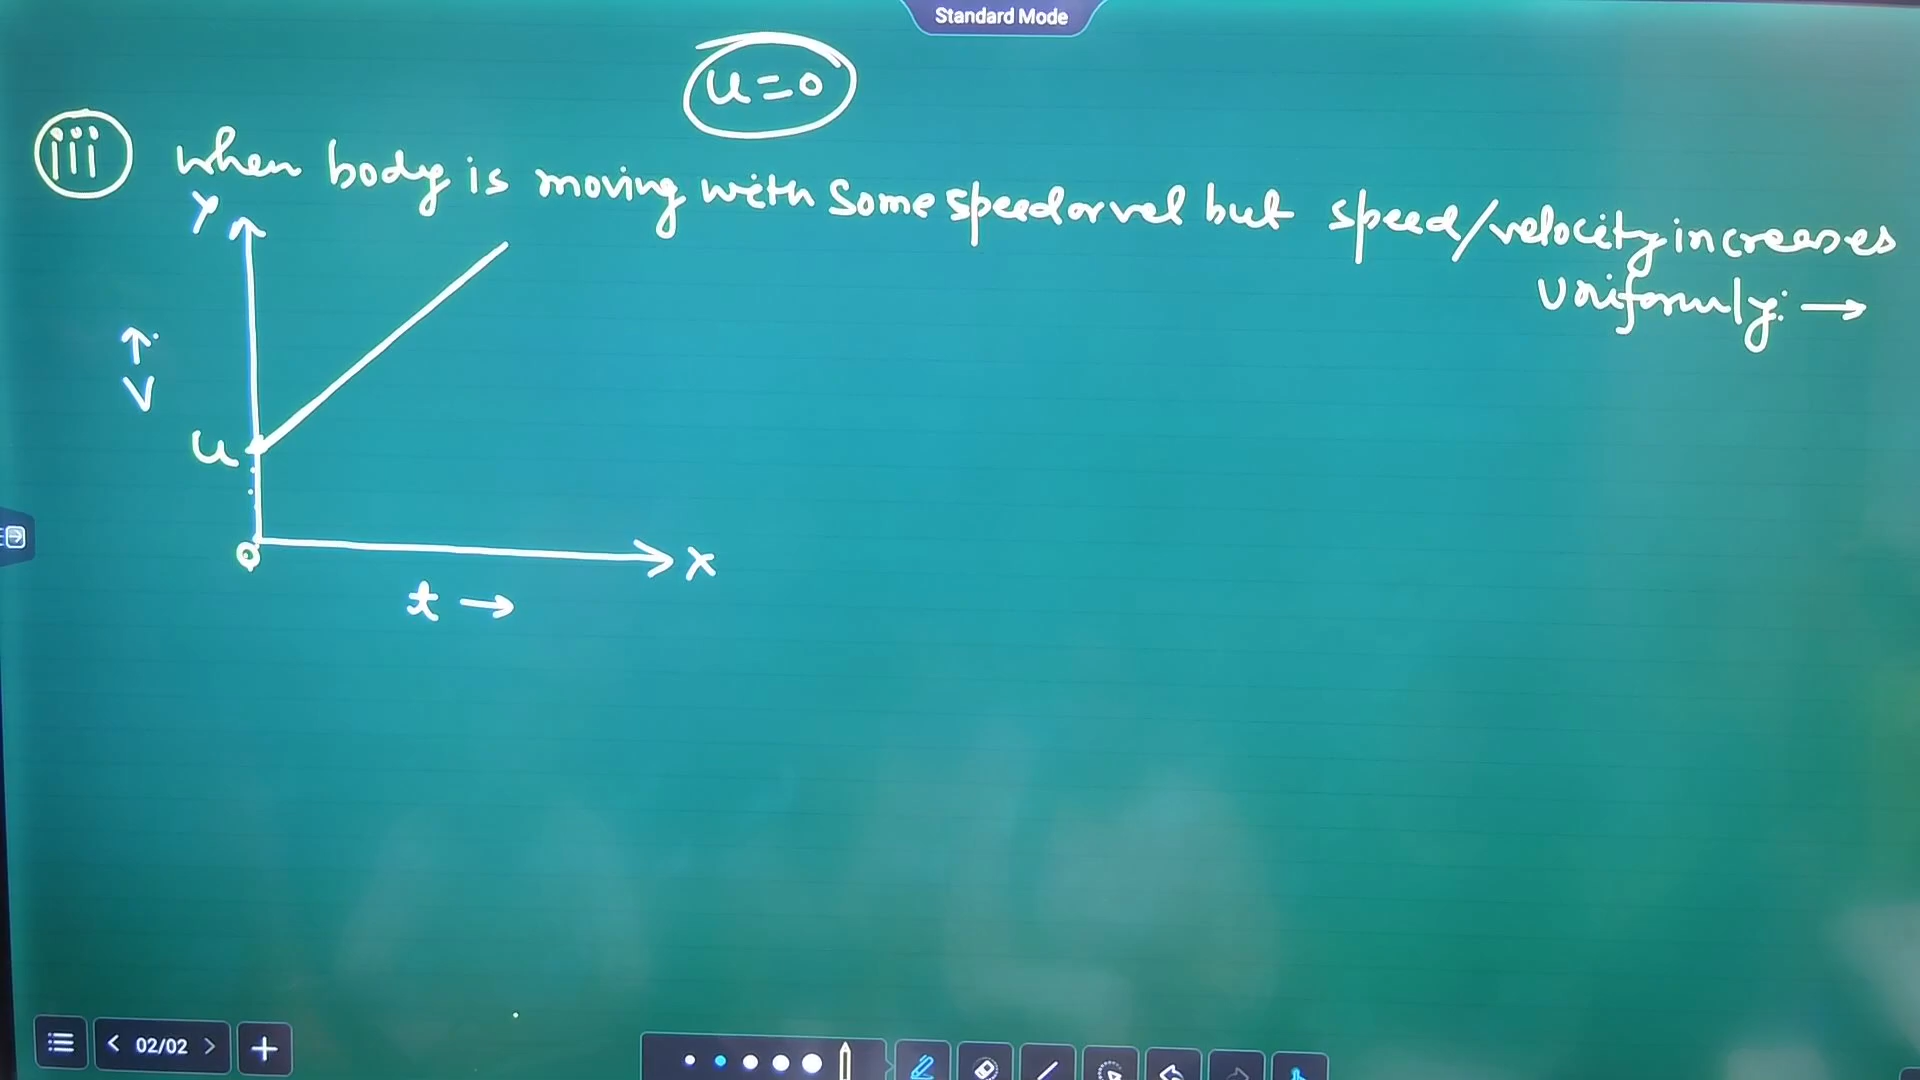 Standard Mode
u=0
iii when body is moving with some speed or vel but speed/velocity increases
uniformly: →
Y
↑
V
u
O
X
t →
02/02